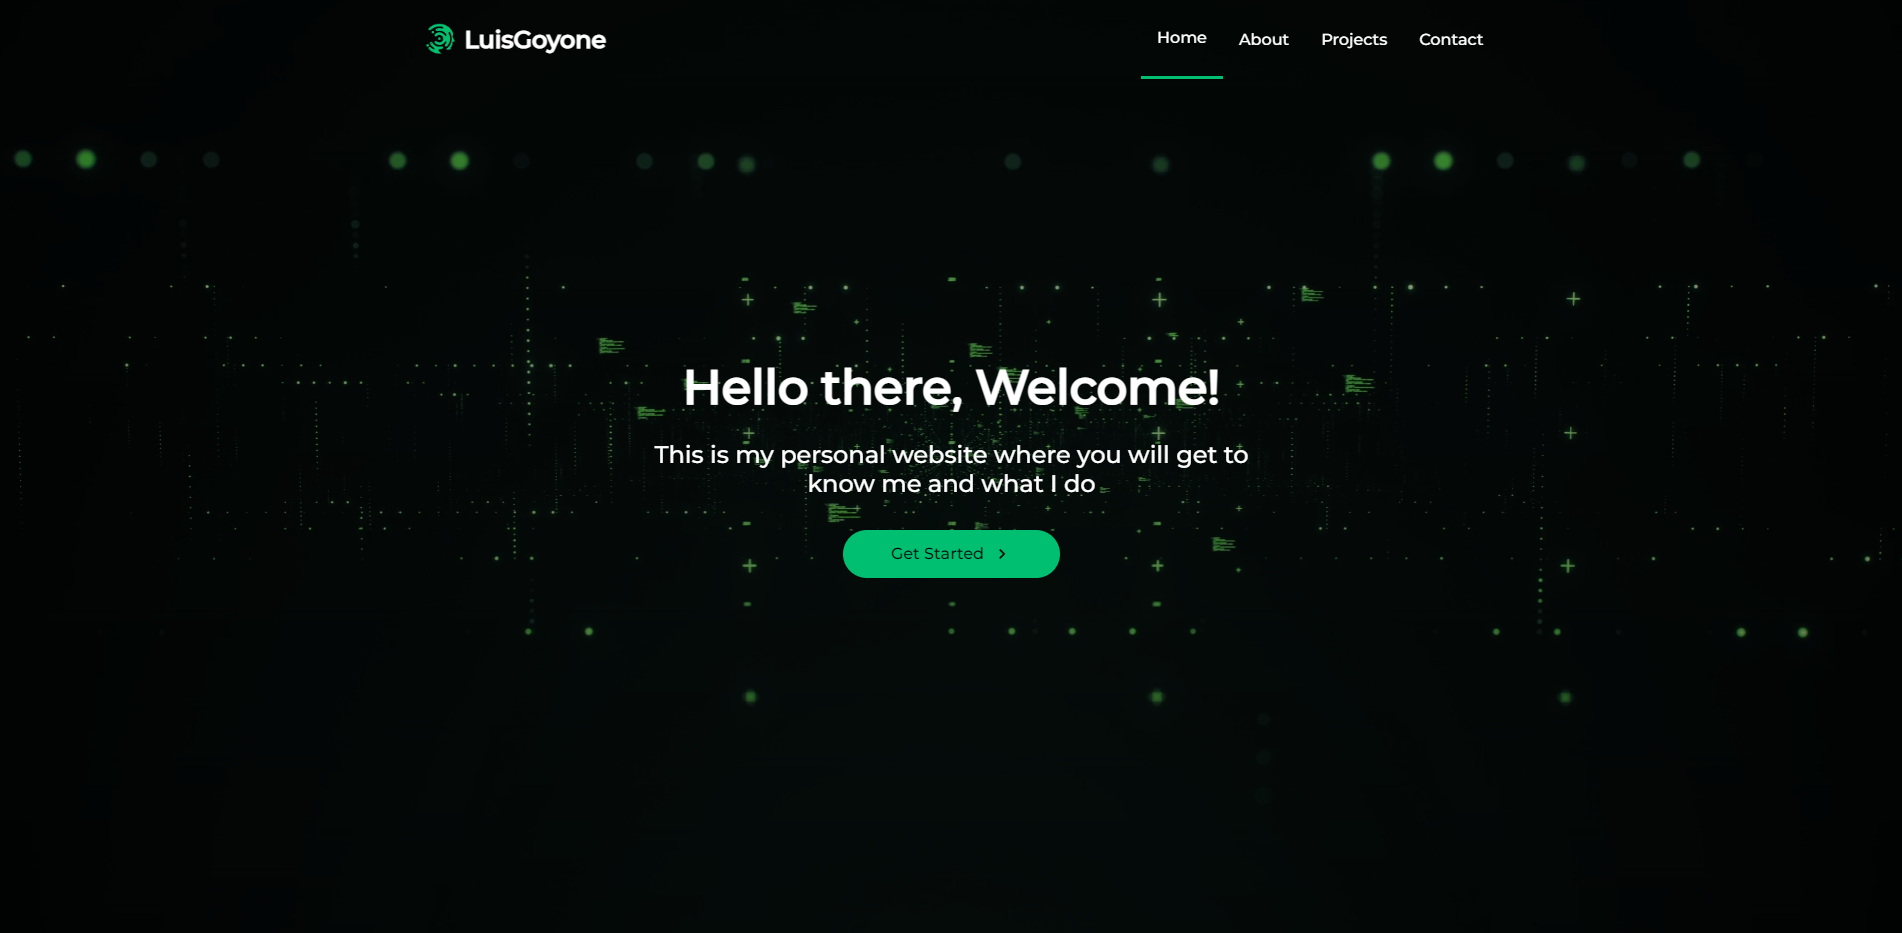 LuisGoyone
Home
About
Projects
Contact
Hello there, Welcome!
This is my personal website where you will get to
know me and what I do
Get Started